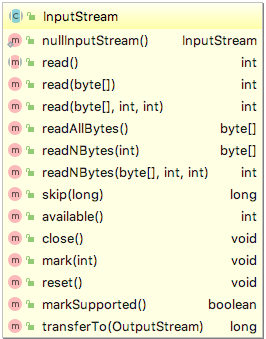 InputStream
nullInputStream() InputStream
read() int
read(byte[]) int
read(byte[], int, int) int
readAllBytes() byte[]
readNBytes(int) byte[]
readNBytes(byte[], int, int) int
skip(long) long
available() int
close() void
mark(int) void
reset() void
markSupported() boolean
transferTo(OutputStream) long